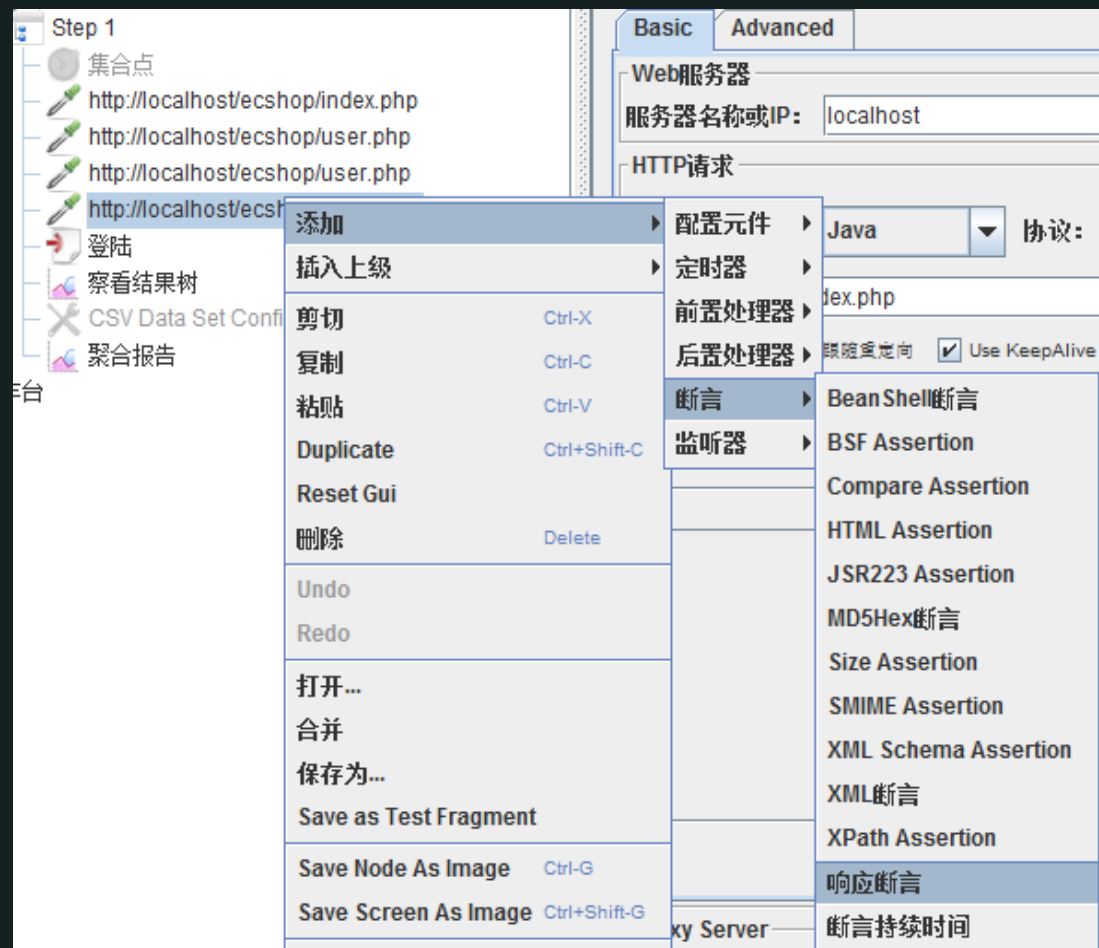 Step 1
集合点
http://localhost/ecshop/index.php
http://localhost/ecshop/user.php
http://localhost/ecshop/user.php
http://localhost/ecsh
登陆
察看结果树
CSV Data Set Confi
聚合报告
作台
添加
插入上级
剪切 Ctrl-X
复制 Ctrl-C
粘贴 Ctrl-V
Duplicate Ctrl+Shift-C
Reset Gui
删除 Delete
Undo
Redo
打开...
合并
保存为...
Save as Test Fragment
Save Node As Image Ctrl-G
Save Screen As Image Ctrl+Shift-G
配置元件
定时器
前置处理器
后置处理器
断言
监听器
BeanShell断言
BSF Assertion
Compare Assertion
HTML Assertion
JSR223 Assertion
MD5Hex断言
Size Assertion
SMIME Assertion
XML Schema Assertion
XML断言
XPath Assertion
响应断言
断言持续时间
Basic Advanced
Web服务器
服务器名称或IP: localhost
HTTP请求
Java 协议:
dex.php
跟随重定向 Use KeepAlive
xy Server